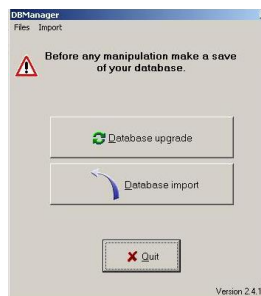 DBManager
Files Import
Before any manipulation make a save
of your database.
Database upgrade
Database import
Quit
Version 2.4.1